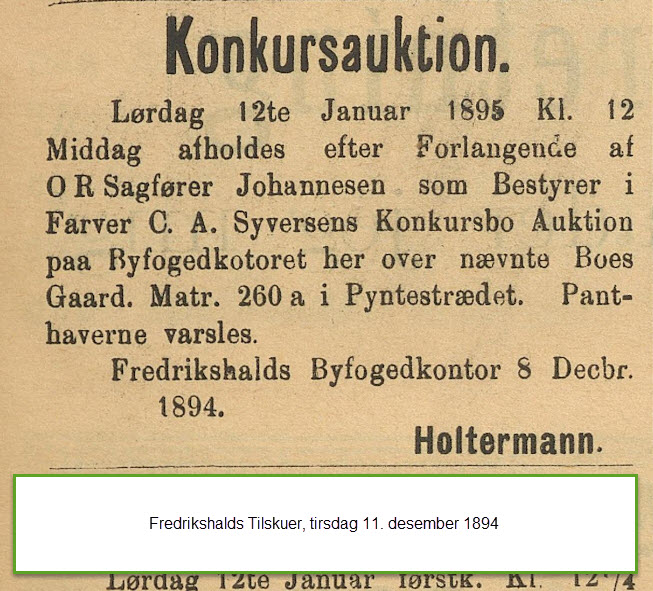 Konkursauktion.
Lørdag 12te Januar 1895 Kl. 12
Middag afholdes efter Forlangende af
O R Sagfører Johannesen som Bestyrer i
Farver C. A. Syversens Konkursbo Auktion
paa Byfogedkotoret her over nævnte Boes
Gaard. Matr. 260 a i Pyntestrædet. Pant-
haverne varsles.
Fredrikshalds Byfogedkontor 8 Decbr.
1894.
Holtermann.
Fredrikshalds Tilskuer, tirsdag 11. desember 1894
Lørdag 12te Januar førstk. Kl. 12